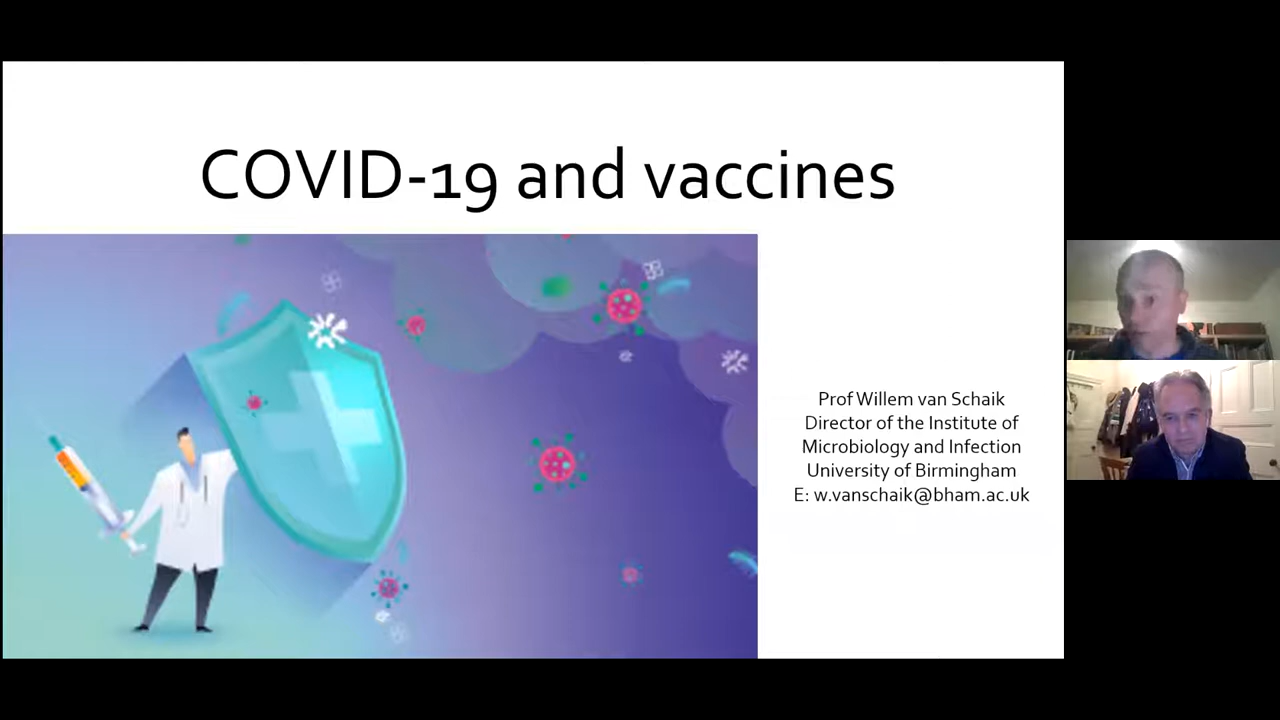 COVID-19 and vaccines
Prof Willem van Schaik
Director of the Institute of
Microbiology and Infection
University of Birmingham
E: w.vanschaik@bham.ac.uk